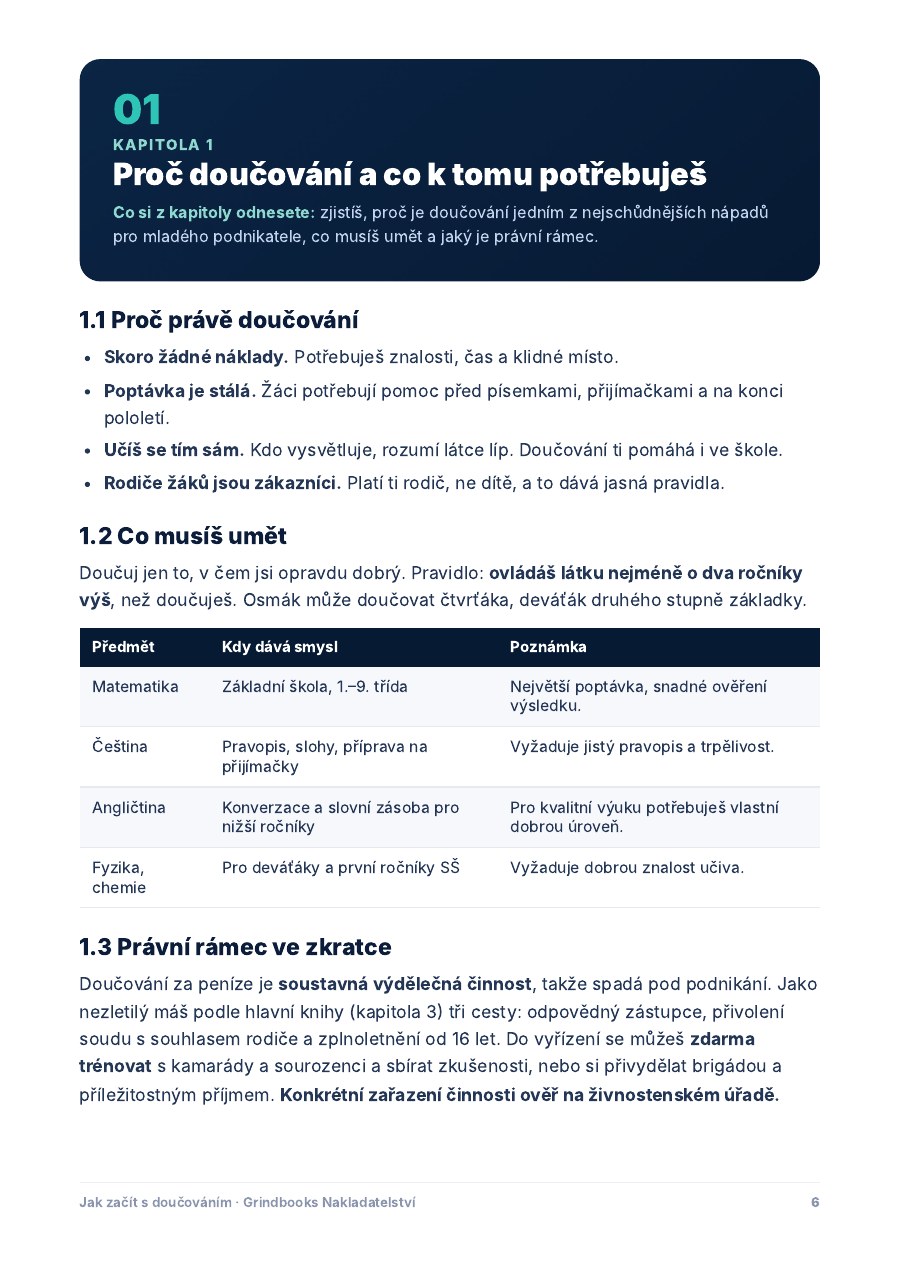 01
KAPITOLA 1
Proč doučování a co k tomu potřebuješ
Co si z kapitoly odnesete: zjistíš, proč je doučování jedním z nejschůdnějších nápadů
pro mladého podnikatele, co musíš umět a jaký je právní rámec.
1.1 Proč právě doučování
• Skoro žádné náklady. Potřebuješ znalosti, čas a klidné místo.
• Poptávka je stálá. Žáci potřebují pomoc před písemkami, přijímačkami a na konci
pololetí.
• Učíš se tím sám. Kdo vysvětluje, rozumí látce líp. Doučování ti pomáhá i ve škole.
• Rodiče žáků jsou zákazníci. Platí ti rodič, ne dítě, a to dává jasná pravidla.
1.2 Co musíš umět
Doučuj jen to, v čem jsi opravdu dobrý. Pravidlo: ovládáš látku nejméně o dva ročníky
výš, než doučuješ. Osmák může doučovat čtvrťáka, deváťák druhého stupně základky.
Předmět Kdy dává smysl Poznámka
Matematika Základní škola, 1.–9. třída Největší poptávka, snadné ověření
výsledku.
Čeština Pravopis, slohy, příprava na Vyžaduje jistý pravopis a trpělivost.
přijímačky
Angličtina Konverzace a slovní zásoba pro Pro kvalitní výuku potřebuješ vlastní
nižší ročníky dobrou úroveň.
Fyzika, Pro deváťáky a první ročníky SŠ Vyžaduje dobrou znalost učiva.
chemie
1.3 Právní rámec ve zkratce
Doučování za peníze je soustavná výdělečná činnost, takže spadá pod podnikání. Jako
nezletilý máš podle hlavní knihy (kapitola 3) tři cesty: odpovědný zástupce, přivolení
soudu s souhlasem rodiče a zplnoletnění od 16 let. Do vyřízení se můžeš zdarma
trénovat s kamarády a sourozenci a sbírat zkušenosti, nebo si přivydělat brigádou a
příležitostným příjmem. Konkrétní zařazení činnosti ověř na živnostenském úřadě.
Jak začít s doučováním · Grindbooks Nakladatelství 6